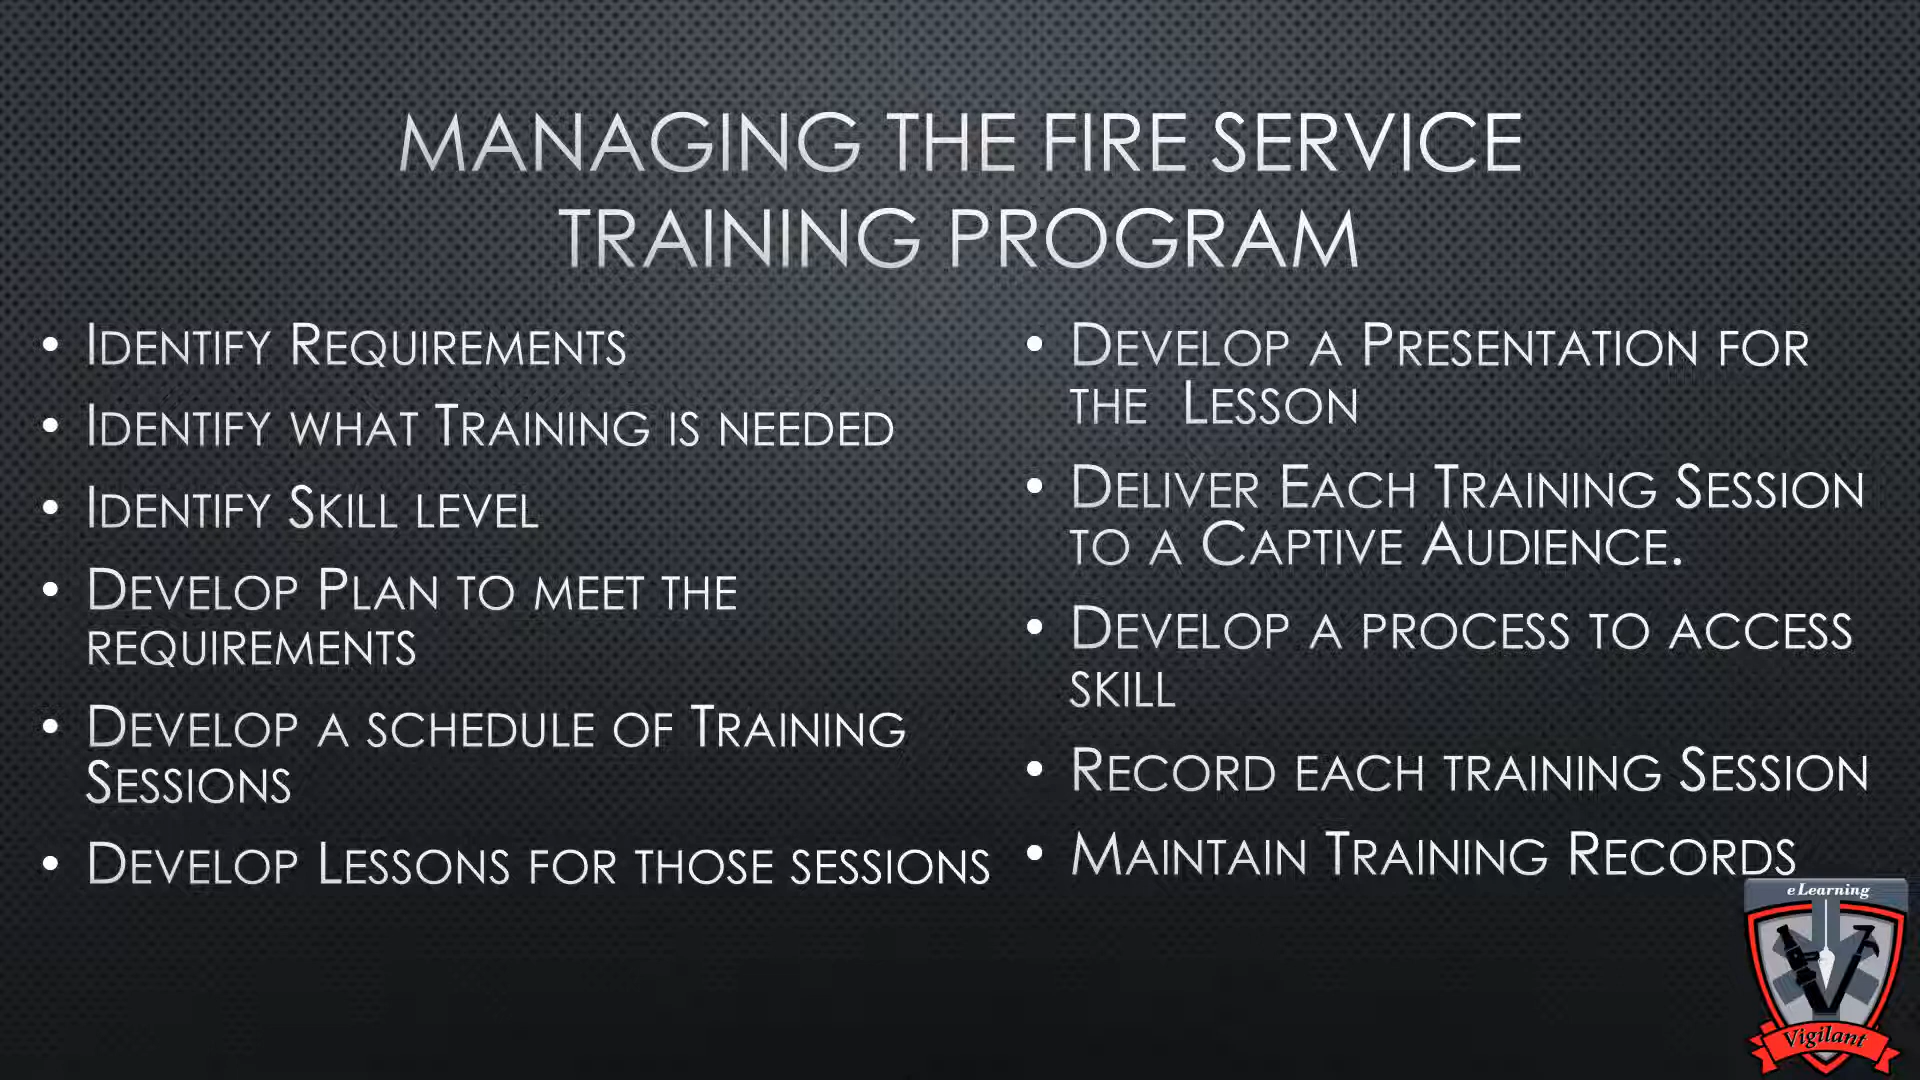 MANAGING THE FIRE SERVICE
TRAINING PROGRAM
• IDENTIFY REQUIREMENTS
• IDENTIFY WHAT TRAINING IS NEEDED
• IDENTIFY SKILL LEVEL
• DEVELOP PLAN TO MEET THE
REQUIREMENTS
• DEVELOP A SCHEDULE OF TRAINING
SESSIONS
• DEVELOP LESSONS FOR THOSE SESSIONS
• DEVELOP A PRESENTATION FOR
THE LESSON
• DELIVER EACH TRAINING SESSION
TO A CAPTIVE AUDIENCE.
• DEVELOP A PROCESS TO ACCESS
SKILL
• RECORD EACH TRAINING SESSION
• MAINTAIN TRAINING RECORDS
eLearning
V
Vigilant